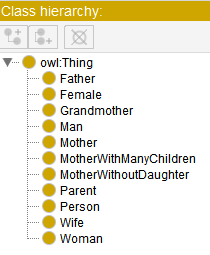 Class hierarchy:
owl:Thing
Father
Female
Grandmother
Man
Mother
MotherWithManyChildren
MotherWithoutDaughter
Parent
Person
Wife
Woman